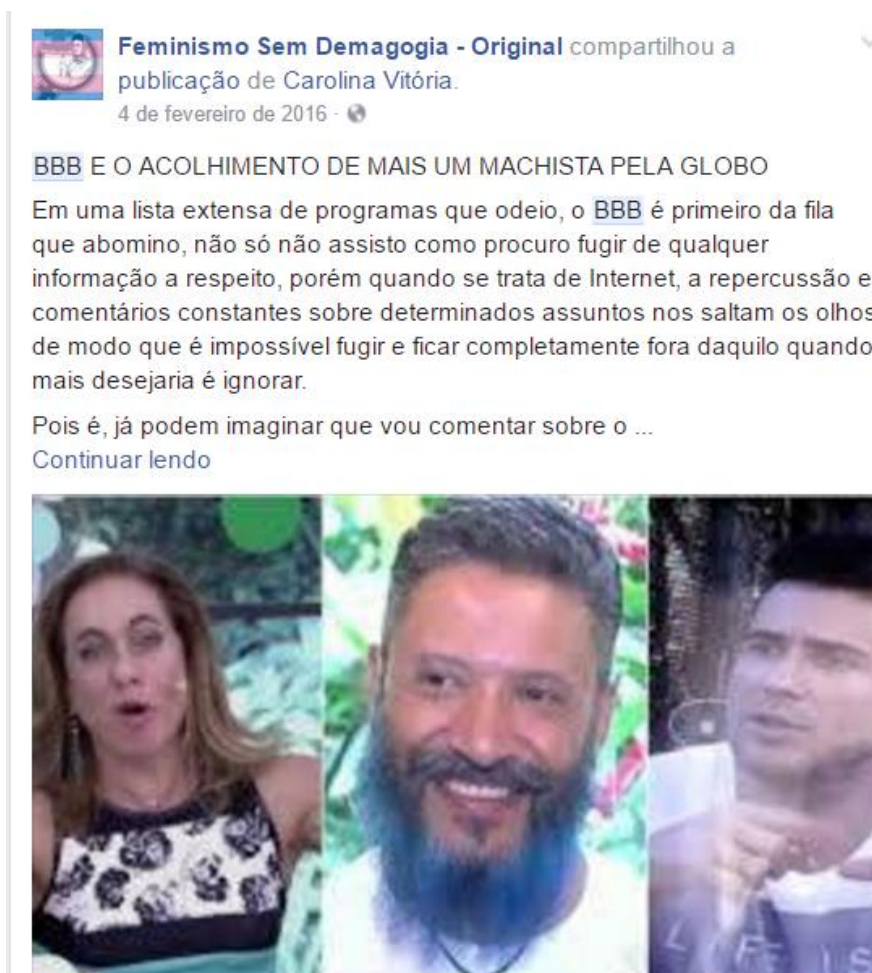 Feminismo Sem Demagogia - Original compartilhou a
publicação de Carolina Vitória.
4 de fevereiro de 2016 ·
BBB E O ACOLHIMENTO DE MAIS UM MACHISTA PELA GLOBO
Em uma lista extensa de programas que odeio, o BBB é primeiro da fila
que abomino, não só não assisto como procuro fugir de qualquer
informação a respeito, porém quando se trata de Internet, a repercussão e
comentários constantes sobre determinados assuntos nos saltam os olhos
de modo que é impossível fugir e ficar completamente fora daquilo quando
mais desejaria é ignorar.
Pois é, já podem imaginar que vou comentar sobre o ...
Continuar lendo
LIFE IS